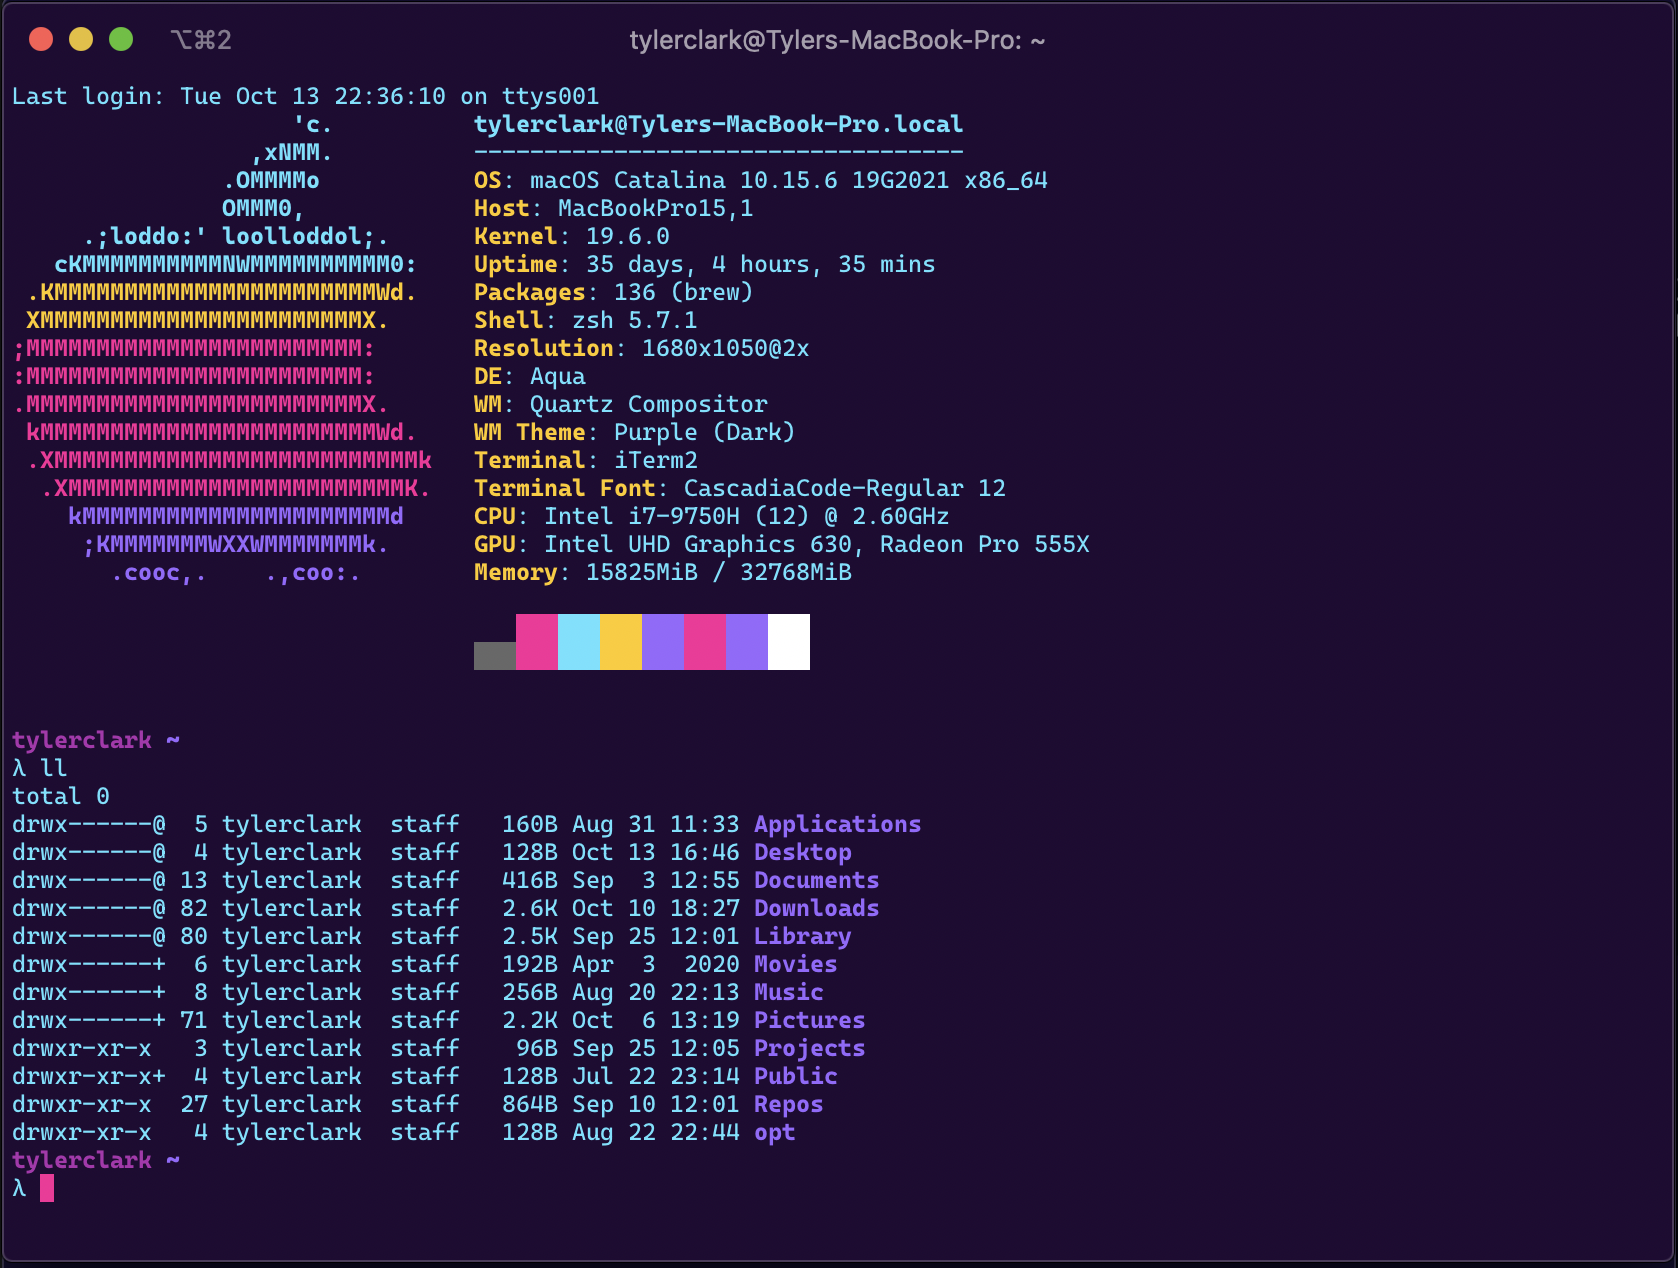 ⌥⌘2 tylerclark@Tylers-MacBook-Pro: ~
Last login: Tue Oct 13 22:36:10 on ttys001
                    'c.          tylerclark@Tylers-MacBook-Pro.local
                 ,xNMM.          -----------------------------------
               .OMMMMo           OS: macOS Catalina 10.15.6 19G2021 x86_64
               OMMM0,            Host: MacBookPro15,1
     .;loddo:' loolloddol;.      Kernel: 19.6.0
   cKMMMMMMMMMMNWMMMMMMMMMM0:    Uptime: 35 days, 4 hours, 35 mins
 .KMMMMMMMMMMMMMMMMMMMMMMMWd.    Packages: 136 (brew)
 XMMMMMMMMMMMMMMMMMMMMMMMX.      Shell: zsh 5.7.1
;MMMMMMMMMMMMMMMMMMMMMMMM:       Resolution: 1680x1050@2x
:MMMMMMMMMMMMMMMMMMMMMMMM:       DE: Aqua
.MMMMMMMMMMMMMMMMMMMMMMMMX.      WM: Quartz Compositor
 kMMMMMMMMMMMMMMMMMMMMMMMMWd.    WM Theme: Purple (Dark)
 .XMMMMMMMMMMMMMMMMMMMMMMMMMMk   Terminal: iTerm2
  .XMMMMMMMMMMMMMMMMMMMMMMMMK.   Terminal Font: CascadiaCode-Regular 12
    kMMMMMMMMMMMMMMMMMMMMMMd     CPU: Intel i7-9750H (12) @ 2.60GHz
     ;KMMMMMMMWXXWMMMMMMMk.      GPU: Intel UHD Graphics 630, Radeon Pro 555X
       .cooc,.    .,coo:.        Memory: 15825MiB / 32768MiB
tylerclark ~
λ ll
total 0
drwx------@  5 tylerclark  staff   160B Aug 31 11:33 Applications
drwx------@  4 tylerclark  staff   128B Oct 13 16:46 Desktop
drwx------@ 13 tylerclark  staff   416B Sep  3 12:55 Documents
drwx------@ 82 tylerclark  staff   2.6K Oct 10 18:27 Downloads
drwx------@ 80 tylerclark  staff   2.5K Sep 25 12:01 Library
drwx------+  6 tylerclark  staff   192B Apr  3  2020 Movies
drwx------+  8 tylerclark  staff   256B Aug 20 22:13 Music
drwx------+ 71 tylerclark  staff   2.2K Oct  6 13:19 Pictures
drwxr-xr-x   3 tylerclark  staff    96B Sep 25 12:05 Projects
drwxr-xr-x+  4 tylerclark  staff   128B Jul 22 23:14 Public
drwxr-xr-x  27 tylerclark  staff   864B Sep 10 12:01 Repos
drwxr-xr-x   4 tylerclark  staff   128B Aug 22 22:44 opt
tylerclark ~
λ